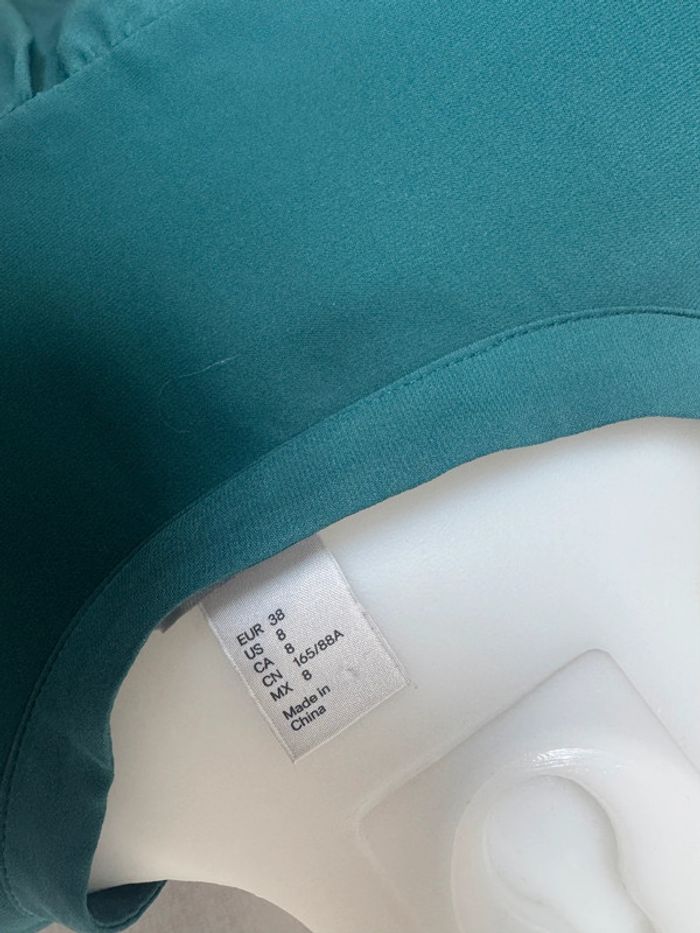 EUR 38
US 8
CA 8
CN 165/88A
MX 8
Made in
China